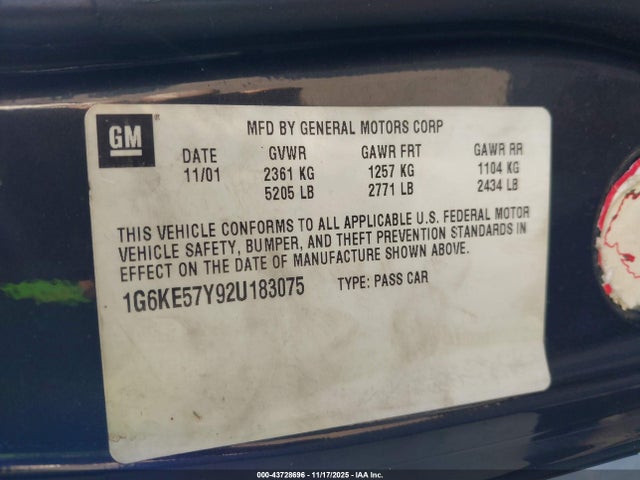 GM
MFD BY GENERAL MOTORS CORP
DATE GVWR GAWR FRT GAWR RR
11/01 2361 KG 1257 KG 1104 KG
5205 LB 2771 LB 2434 LB
THIS VEHICLE CONFORMS TO ALL APPLICABLE U.S. FEDERAL MOTOR
VEHICLE SAFETY, BUMPER, AND THEFT PREVENTION STANDARDS IN
EFFECT ON THE DATE OF MANUFACTURE SHOWN ABOVE.
1G6KE57Y92U183075 TYPE: PASS CAR
000-43728696 - 11/17/2025 - IAA Inc.